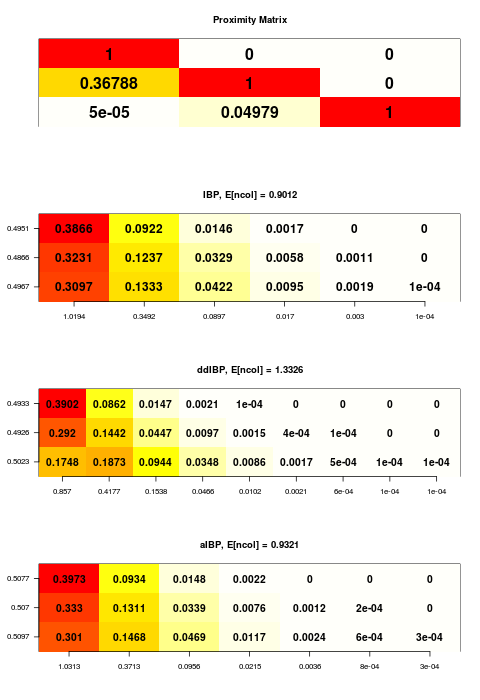 Proximity Matrix
1 0 0
0.36788 1 0
5e-05 0.04979 1
IBP, E[ncol] = 0.9012
0.4951 0.3866 0.0922 0.0146 0.0017 0 0
0.4866 0.3231 0.1237 0.0329 0.0058 0.0011 0
0.4967 0.3097 0.1333 0.0422 0.0095 0.0019 1e-04
1.0194 0.3492 0.0897 0.017 0.003 1e-04
ddIBP, E[ncol] = 1.3326
0.4933 0.3902 0.0862 0.0147 0.0021 1e-04 0 0 0 0
0.4926 0.292 0.1442 0.0447 0.0097 0.0015 4e-04 1e-04 0 0
0.5023 0.1748 0.1873 0.0944 0.0348 0.0086 0.0017 5e-04 1e-04 1e-04
0.857 0.4177 0.1538 0.0466 0.0102 0.0021 6e-04 1e-04 1e-04
aIBP, E[ncol] = 0.9321
0.5077 0.3973 0.0934 0.0148 0.0022 0 0 0
0.507 0.333 0.1311 0.0339 0.0076 0.0012 2e-04 0
0.5097 0.301 0.1468 0.0469 0.0117 0.0024 6e-04 3e-04
1.0313 0.3713 0.0956 0.0215 0.0036 8e-04 3e-04